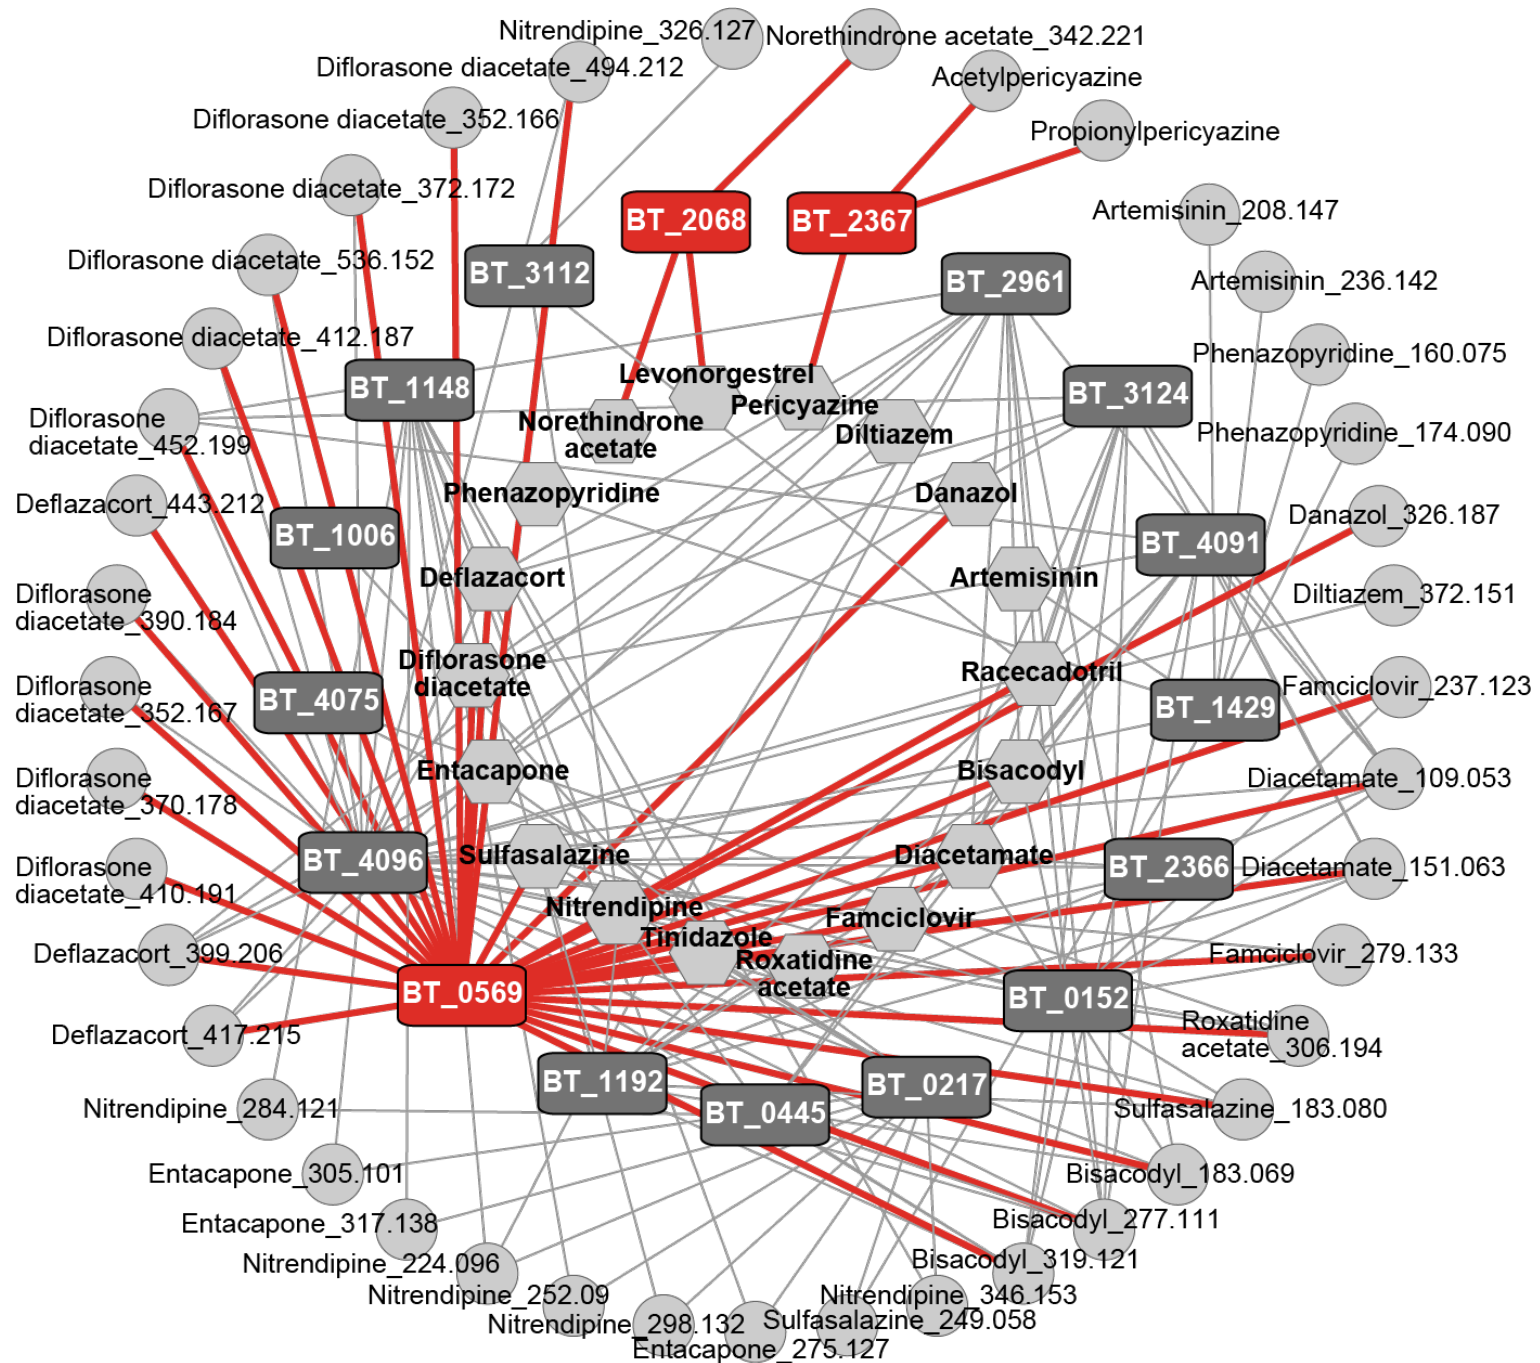 Nitrendipine_326.127
Norethindrone acetate_342.221
Diflorasone diacetate_494.212
Acetylpericyazine
Diflorasone diacetate_352.166
Propionylpericyazine
Diflorasone diacetate_372.172
Artemisinin_208.147
BT_2068
BT_2367
Diflorasone diacetate_536.152
BT_3112
BT_2961
Artemisinin_236.142
Diflorasone diacetate_412.187
Phenazopyridine_160.075
BT_1148
Levonorgestrel
BT_3124
Pericyazine
Diflorasone
diacetate_452.199
Norethindrone
acetate
Diltiazem
Phenazopyridine_174.090
Phenazopyridine
Danazol
Deflazacort_443.212
Danazol_326.187
BT_1006
BT_4091
Deflazacort
Artemisinin
Diflorasone
diacetate_390.184
Diltiazem_372.151
Diflorasone
diacetate
Racecadotril
Diflorasone
diacetate_352.167
BT_4075
BT_1429
Famciclovir_237.123
Entacapone
Bisacodyl
Diflorasone
diacetate_370.178
Diacetamate_109.053
BT_4096
Sulfasalazine
Diacetamate
BT_2366
Diacetamate_151.063
Diflorasone
diacetate_410.191
Nitrendipine
Famciclovir
Tinidazole
Roxatidine
acetate
Deflazacort_399.206
Famciclovir_279.133
BT_0569
BT_0152
Deflazacort_417.215
Roxatidine
acetate_306.194
BT_1192
BT_0445
BT_0217
Nitrendipine_284.121
Sulfasalazine_183.080
Entacapone_305.101
Bisacodyl_183.069
Entacapone_317.138
Bisacodyl_277.111
Nitrendipine_224.096
Bisacodyl_319.121
Nitrendipine_252.09
Nitrendipine_346.153
Nitrendipine_298.132
Sulfasalazine_249.058
Entacapone_275.127